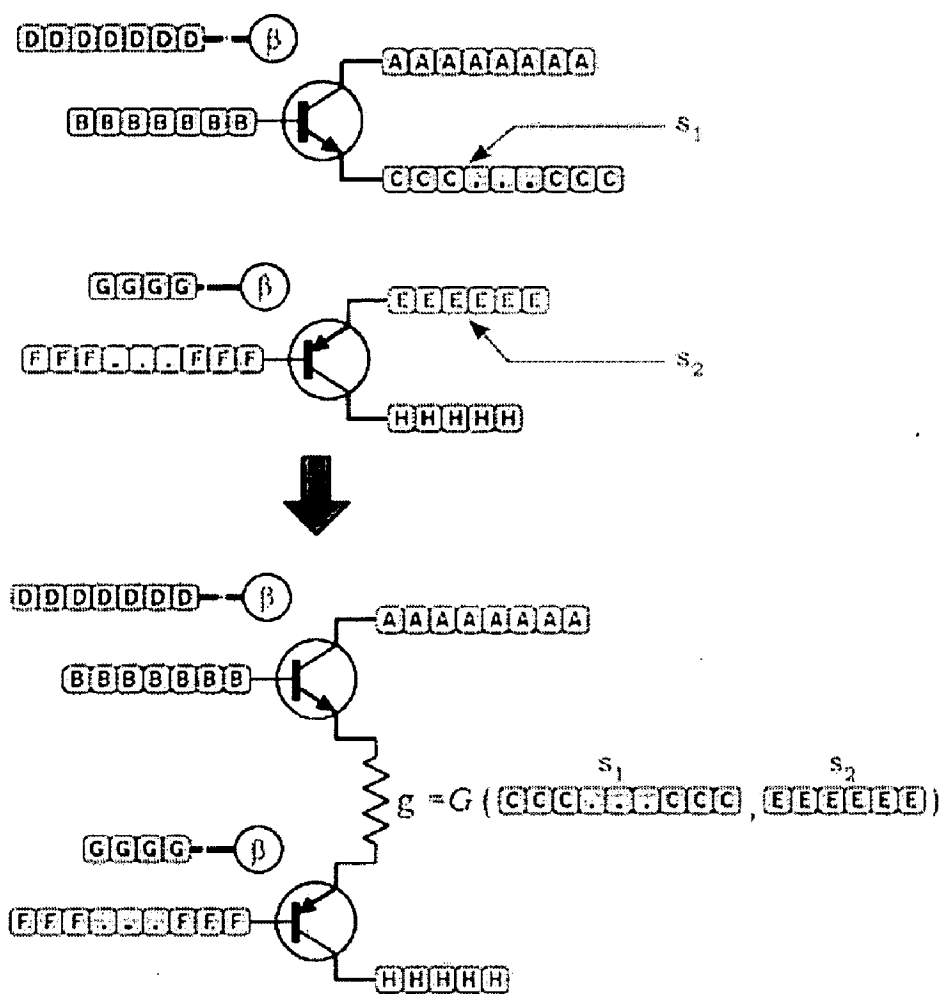 DDDDDDD β
AAAAAAAA
BBBBBBB
s1
CCC...CCC
GGGG β
EEEEEE
FFF...FFF
s2
HHHHH
DDDDDDD β
AAAAAAAA
BBBBBBB
s1 s2
g = G (CCC...CCC, EEEEEE)
GGGG β
FFF...FFF
HHHHH